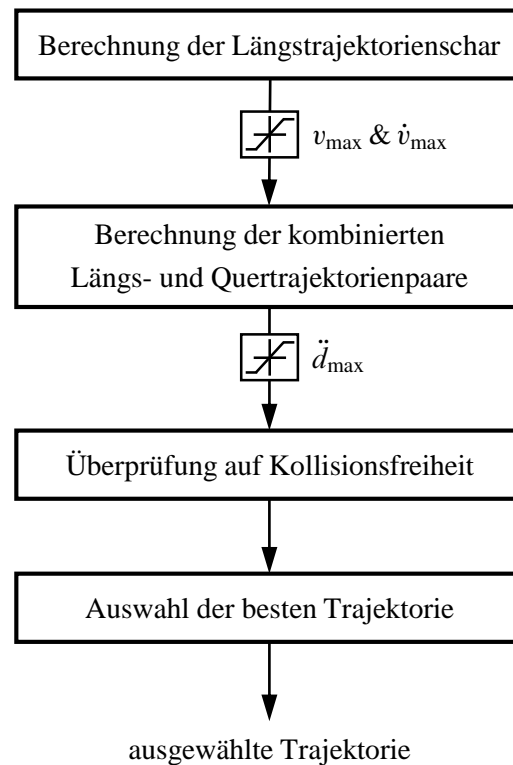 Berechnung der Längstrajektorienschar
v_max & v̇_max
Berechnung der kombinierten
Längs- und Quertrajektorienpaare
d̈_max
Überprüfung auf Kollisionsfreiheit
Auswahl der besten Trajektorie
ausgewählte Trajektorie